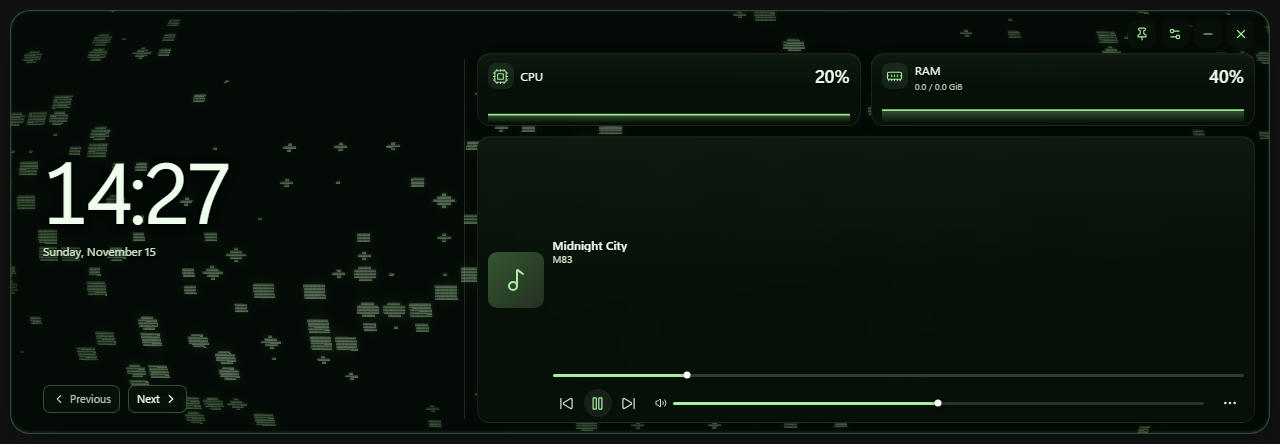 CPU
20%
RAM
0.0 / 0.0 GiB
40%
14:27
Sunday, November 15
Midnight City
M83
Previous
Next